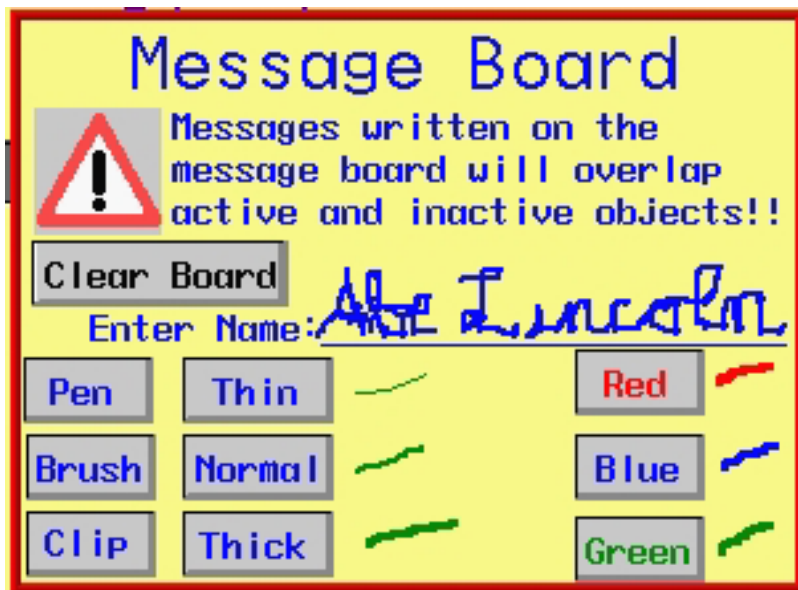 Message Board
Messages written on the
message board will overlap
active and inactive objects!!
Clear Board
Enter Name: Abe Lincoln
Pen Thin Red
Brush Normal Blue
Clip Thick Green